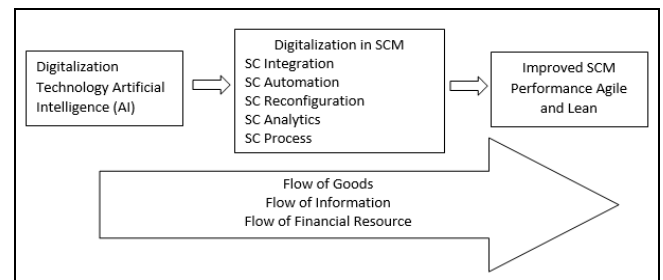 Digitalization
Technology Artificial
Intelligence (AI)
Digitalization in SCM
SC Integration
SC Automation
SC Reconfiguration
SC Analytics
SC Process
Improved SCM
Performance Agile
and Lean
Flow of Goods
Flow of Information
Flow of Financial Resource